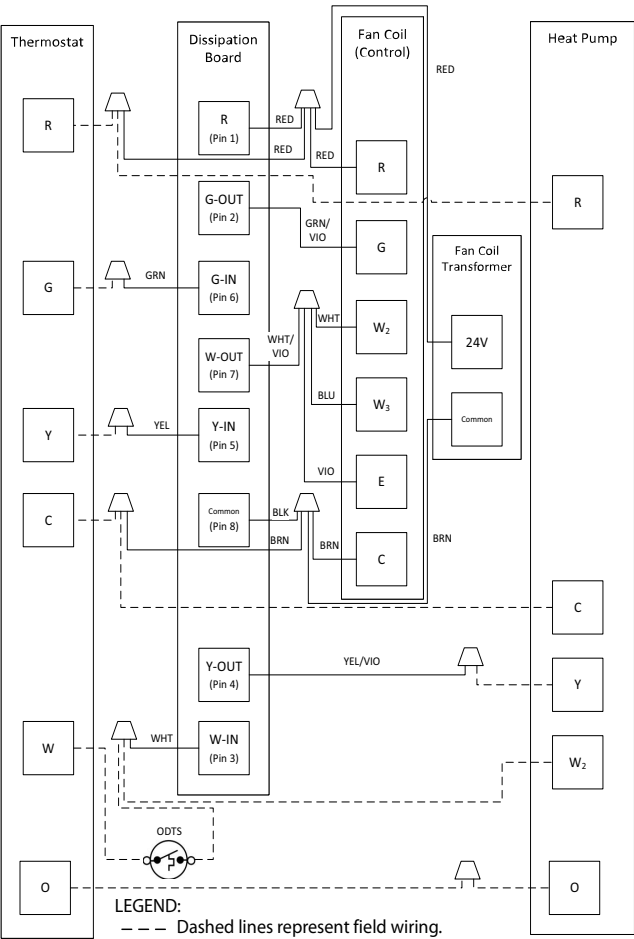 Thermostat
Dissipation
Board
Fan Coil
(Control)
Heat Pump
RED
R
R
(Pin 1)
RED
RED
RED
R
R
G-OUT
(Pin 2)
GRN/
VIO
G
Fan Coil
Transformer
G
GRN
G-IN
(Pin 6)
WHT
W2
24V
WHT/
VIO
W-OUT
(Pin 7)
BLU
W3
Common
Y
YEL
Y-IN
(Pin 5)
VIO
E
C
Common
(Pin 8)
BLK
BRN
BRN
C
BRN
C
Y-OUT
(Pin 4)
YEL/VIO
Y
W
WHT
W-IN
(Pin 3)
W2
ODTS
O
O
LEGEND:
Dashed lines represent field wiring.